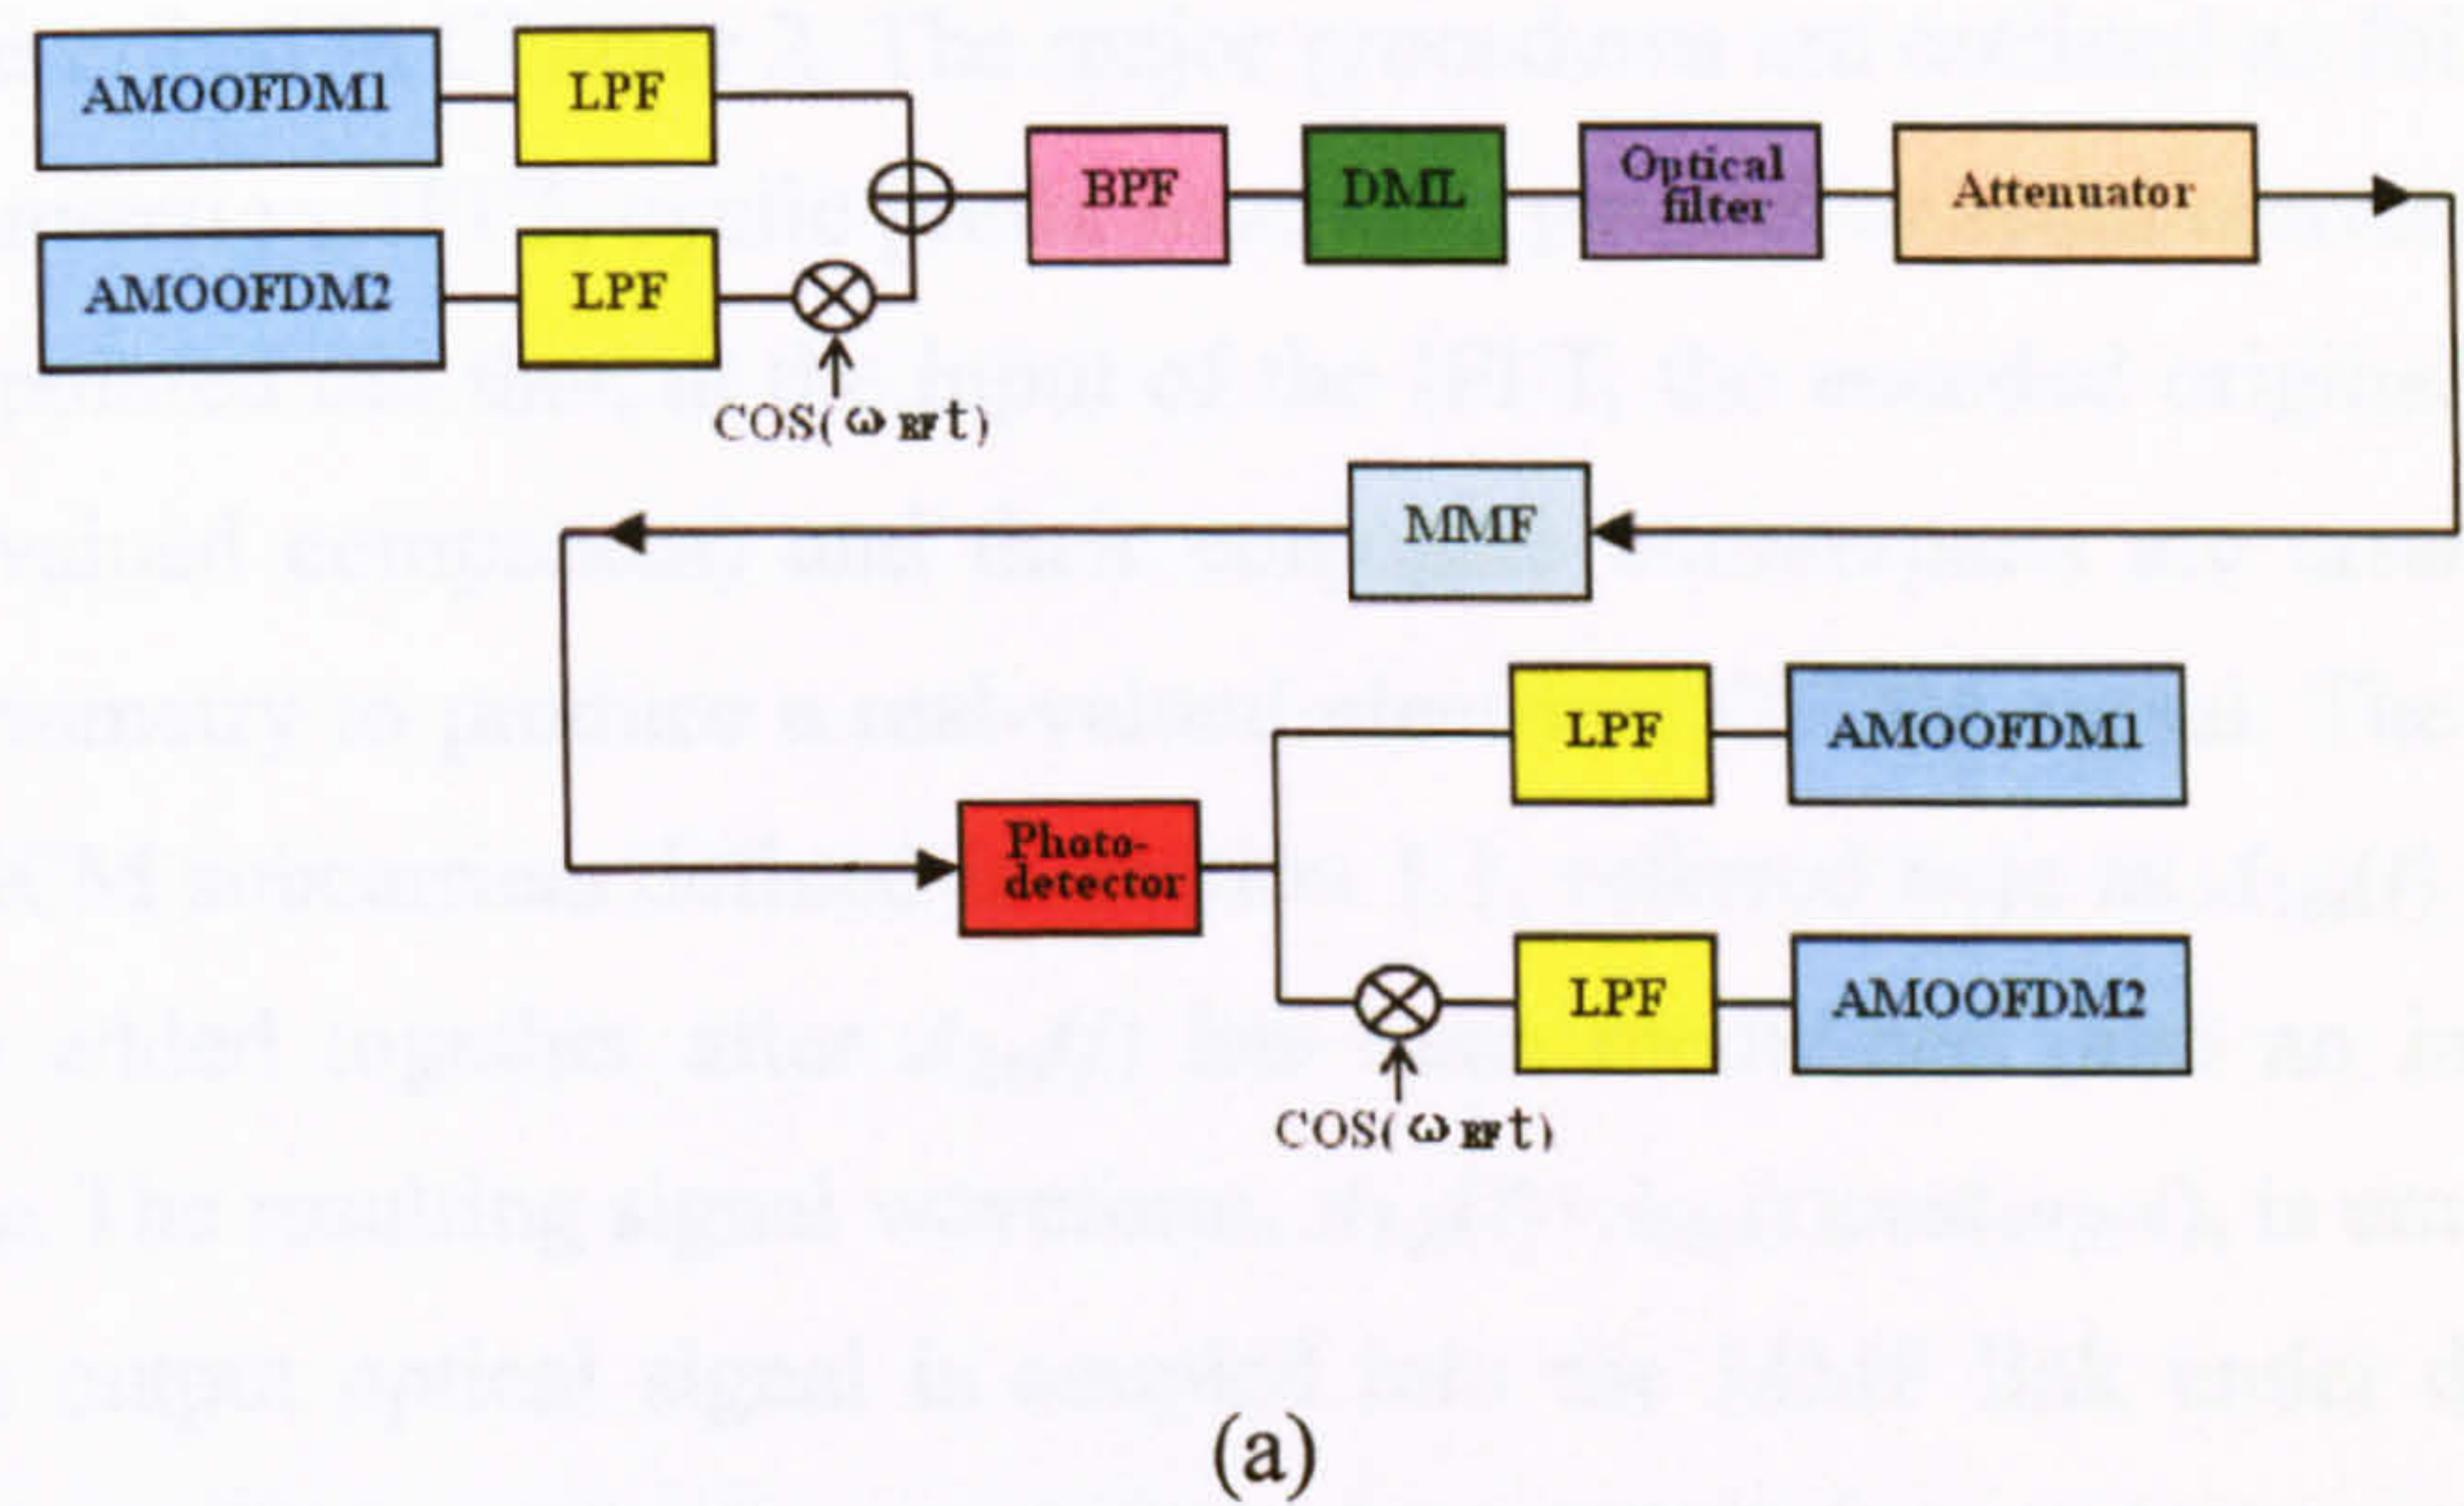 AMOOFDM1
LPF
AMOOFDM2
LPF
COS(ωRFt)
BPF
DML
Optical
filter
Attenuator
MMF
Photo-
detector
LPF
AMOOFDM1
LPF
AMOOFDM2
COS(ωRFt)
(a)